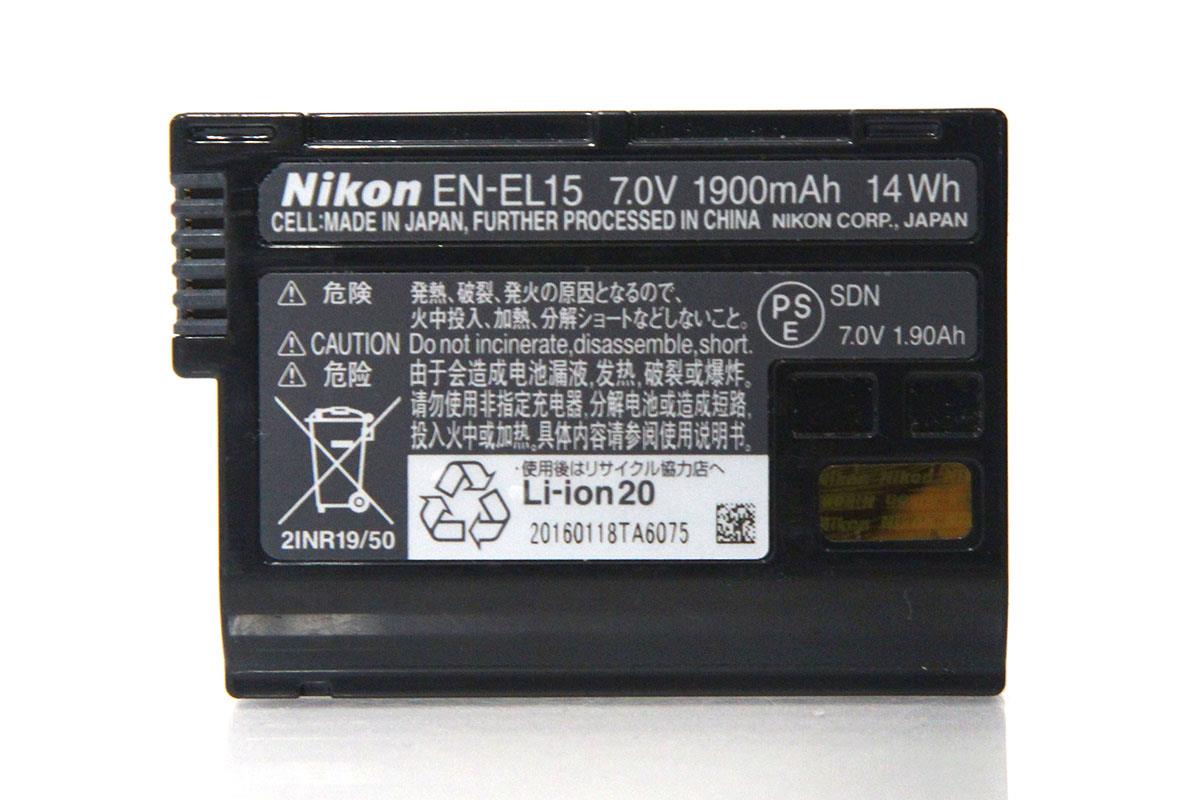 Nikon EN-EL15 7.0V 1900mAh 14Wh
CELL:MADE IN JAPAN, FURTHER PROCESSED IN CHINA NIKON CORP., JAPAN
⚠ 危険
発熱、破裂、発火の原因となるので、
火中投入、加熱、分解ショートなどしないこと。
⚠ CAUTION Do not incinerate,disassemble,short.
⚠ 危险
由于会造成电池漏液,发热,破裂或爆炸。
请勿使用非指定充电器,分解电池或造成短路,
投入火中或加热。具体内容请参阅使用说明书。
PS
E
SDN
7.0V 1.90Ah
2INR19/50
・使用後はリサイクル協力店へ
Li-ion20
20160118TA6075
Nikon Nikon
Nikon Nikon